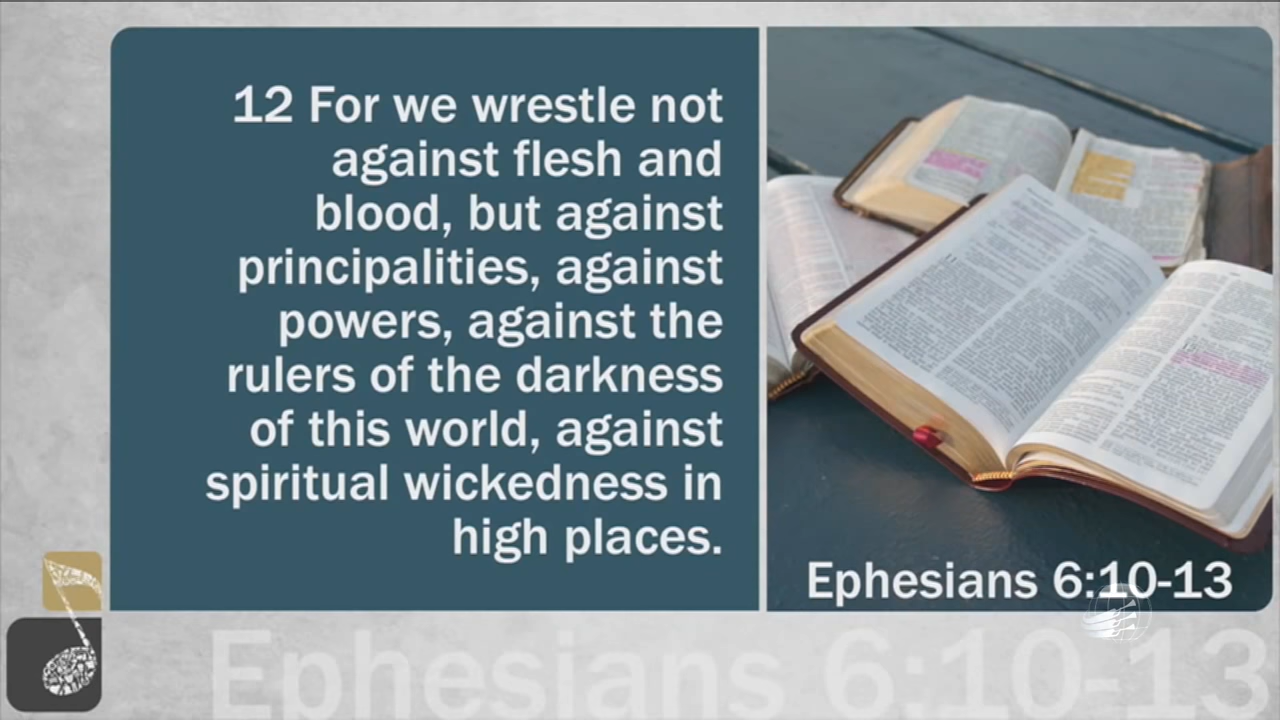 12 For we wrestle not
against flesh and
blood, but against
principalities, against
powers, against the
rulers of the darkness
of this world, against
spiritual wickedness in
high places.
Ephesians 6:10-13
Ephesians 6:10-13